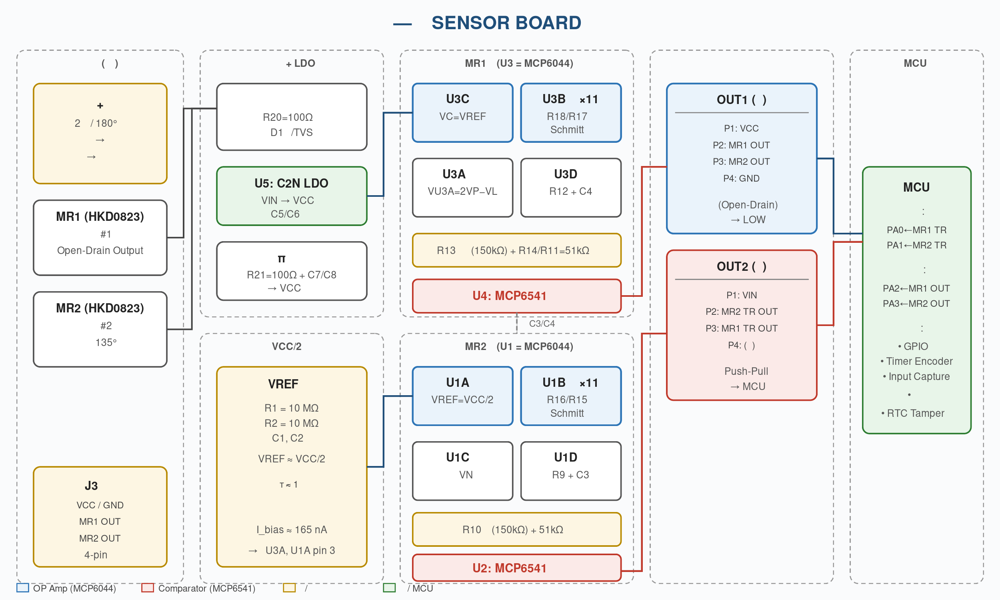 — SENSOR BOARD
( )
+
2 / 180°
→
→
MR1 (HKD0823)
#1
Open-Drain Output
MR2 (HKD0823)
#2
135°
J3
VCC / GND
MR1 OUT
MR2 OUT
4-pin
+ LDO
R20=100Ω
D1 /TVS
U5: C2N LDO
VIN → VCC
C5/C6
π
R21=100Ω + C7/C8
→ VCC
VCC/2
VREF
R1 = 10 MΩ
R2 = 10 MΩ
C1, C2
VREF ≈ VCC/2
τ ≈ 1
I_bias ≈ 165 nA
→ U3A, U1A pin 3
MR1 (U3 = MCP6044)
U3C
VC=VREF
U3B ×11
R18/R17
Schmitt
U3A
VU3A=2VP−VL
U3D
R12 + C4
R13 (150kΩ) + R14/R11=51kΩ
U4: MCP6541
C3/C4
MR2 (U1 = MCP6044)
U1A
VREF=VCC/2
U1B ×11
R16/R15
Schmitt
U1C
VN
U1D
R9 + C3
R10 (150kΩ) + 51kΩ
U2: MCP6541
OUT1 ( )
P1: VCC
P2: MR1 OUT
P3: MR2 OUT
P4: GND
(Open-Drain)
→ LOW
OUT2 ( )
P1: VIN
P2: MR2 TR OUT
P3: MR1 TR OUT
P4: ( )
Push-Pull
→ MCU
MCU
MCU
:
PA0←MR1 TR
PA1←MR2 TR
:
PA2←MR1 OUT
PA3←MR2 OUT
:
• GPIO
• Timer Encoder
• Input Capture
•
• RTC Tamper
OP Amp (MCP6044)
Comparator (MCP6541)
/
/ MCU